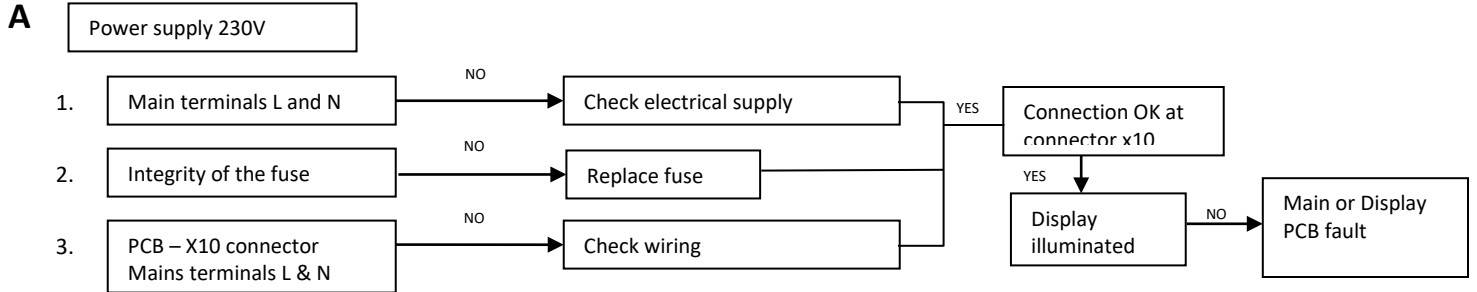 A
Power supply 230V
NO
1. Main terminals L and N
Check electrical supply
YES
Connection OK at
connector x10
NO
2. Integrity of the fuse
Replace fuse
YES
NO
3. PCB – X10 connector
Mains terminals L & N
Check wiring
Display
illuminated
NO
Main or Display
PCB fault